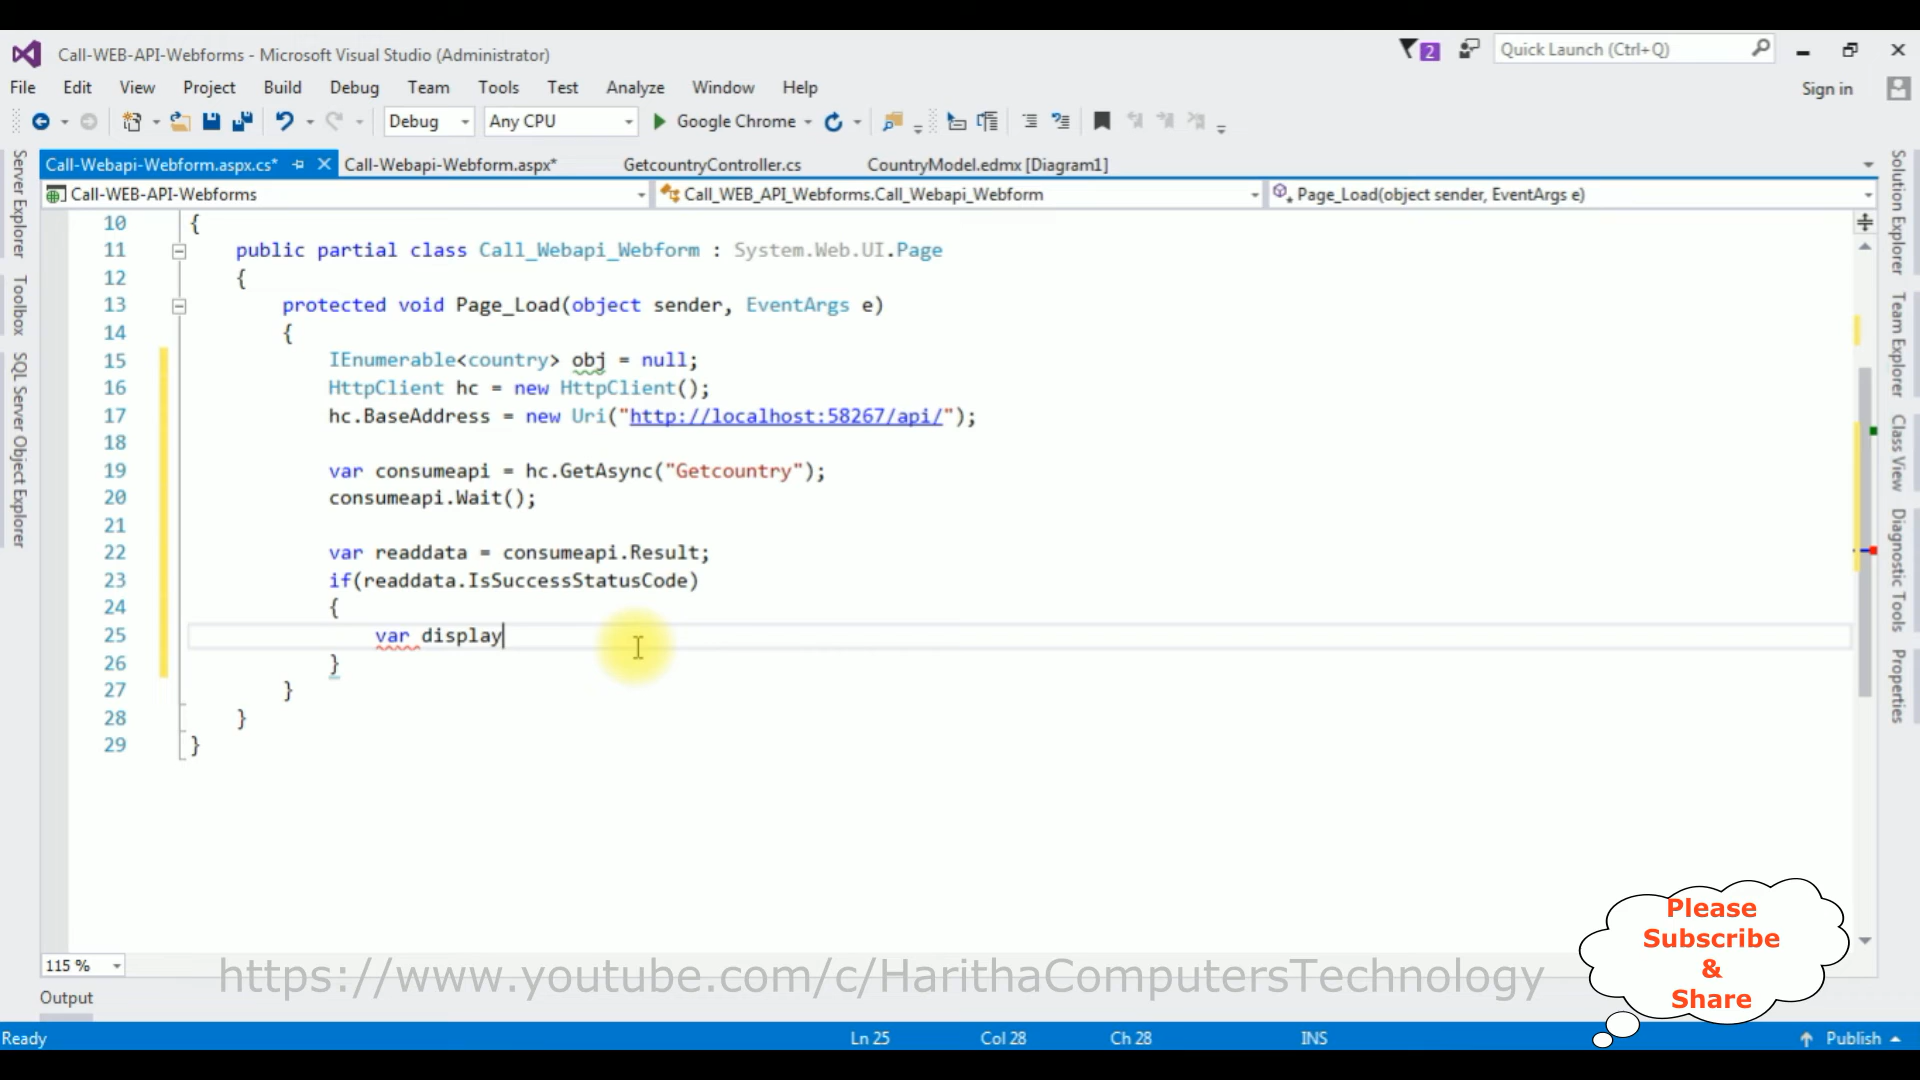 Call-WEB-API-Webforms - Microsoft Visual Studio (Administrator)
2
Quick Launch (Ctrl+Q)
File Edit View Project Build Debug Team Tools Test Analyze Window Help
Sign in
Debug Any CPU Google Chrome
Call-Webapi-Webform.aspx.cs* Call-Webapi-Webform.aspx* GetcountryController.cs CountryModel.edmx [Diagram1]
Call-WEB-API-Webforms Call_WEB_API_Webforms.Call_Webapi_Webform Page_Load(object sender, EventArgs e)
10 {
11 public partial class Call_Webapi_Webform : System.Web.UI.Page
12 {
13 protected void Page_Load(object sender, EventArgs e)
14 {
15 IEnumerable<country> obj = null;
16 HttpClient hc = new HttpClient();
17 hc.BaseAddress = new Uri("http://localhost:58267/api/");
18
19 var consumeapi = hc.GetAsync("Getcountry");
20 consumeapi.Wait();
21
22 var readdata = consumeapi.Result;
23 if(readdata.IsSuccessStatusCode)
24 {
25 var display
26 }
27 }
28 }
29 }
Server Explorer
Toolbox
SQL Server Object Explorer
Solution Explorer
Team Explorer
Class View
Diagnostic Tools
Properties
115 %
https://www.youtube.com/c/HarithaComputersTechnology
Please
Subscribe
&
Share
Output
Ready Ln 25 Col 28 Ch 28 INS Publish